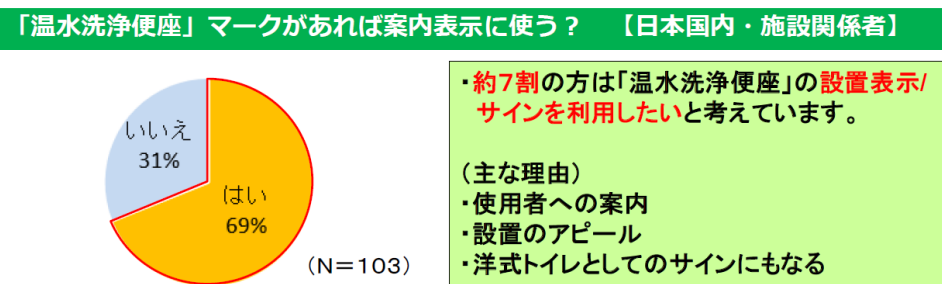 「温水洗浄便座」マークがあれば案内表示に使う？　【日本国内・施設関係者】
いいえ
31%
はい
69%
（N＝103）
・約7割の方は「温水洗浄便座」の設置表示/
サインを利用したいと考えています。
（主な理由）
・使用者への案内
・設置のアピール
・洋式トイレとしてのサインにもなる